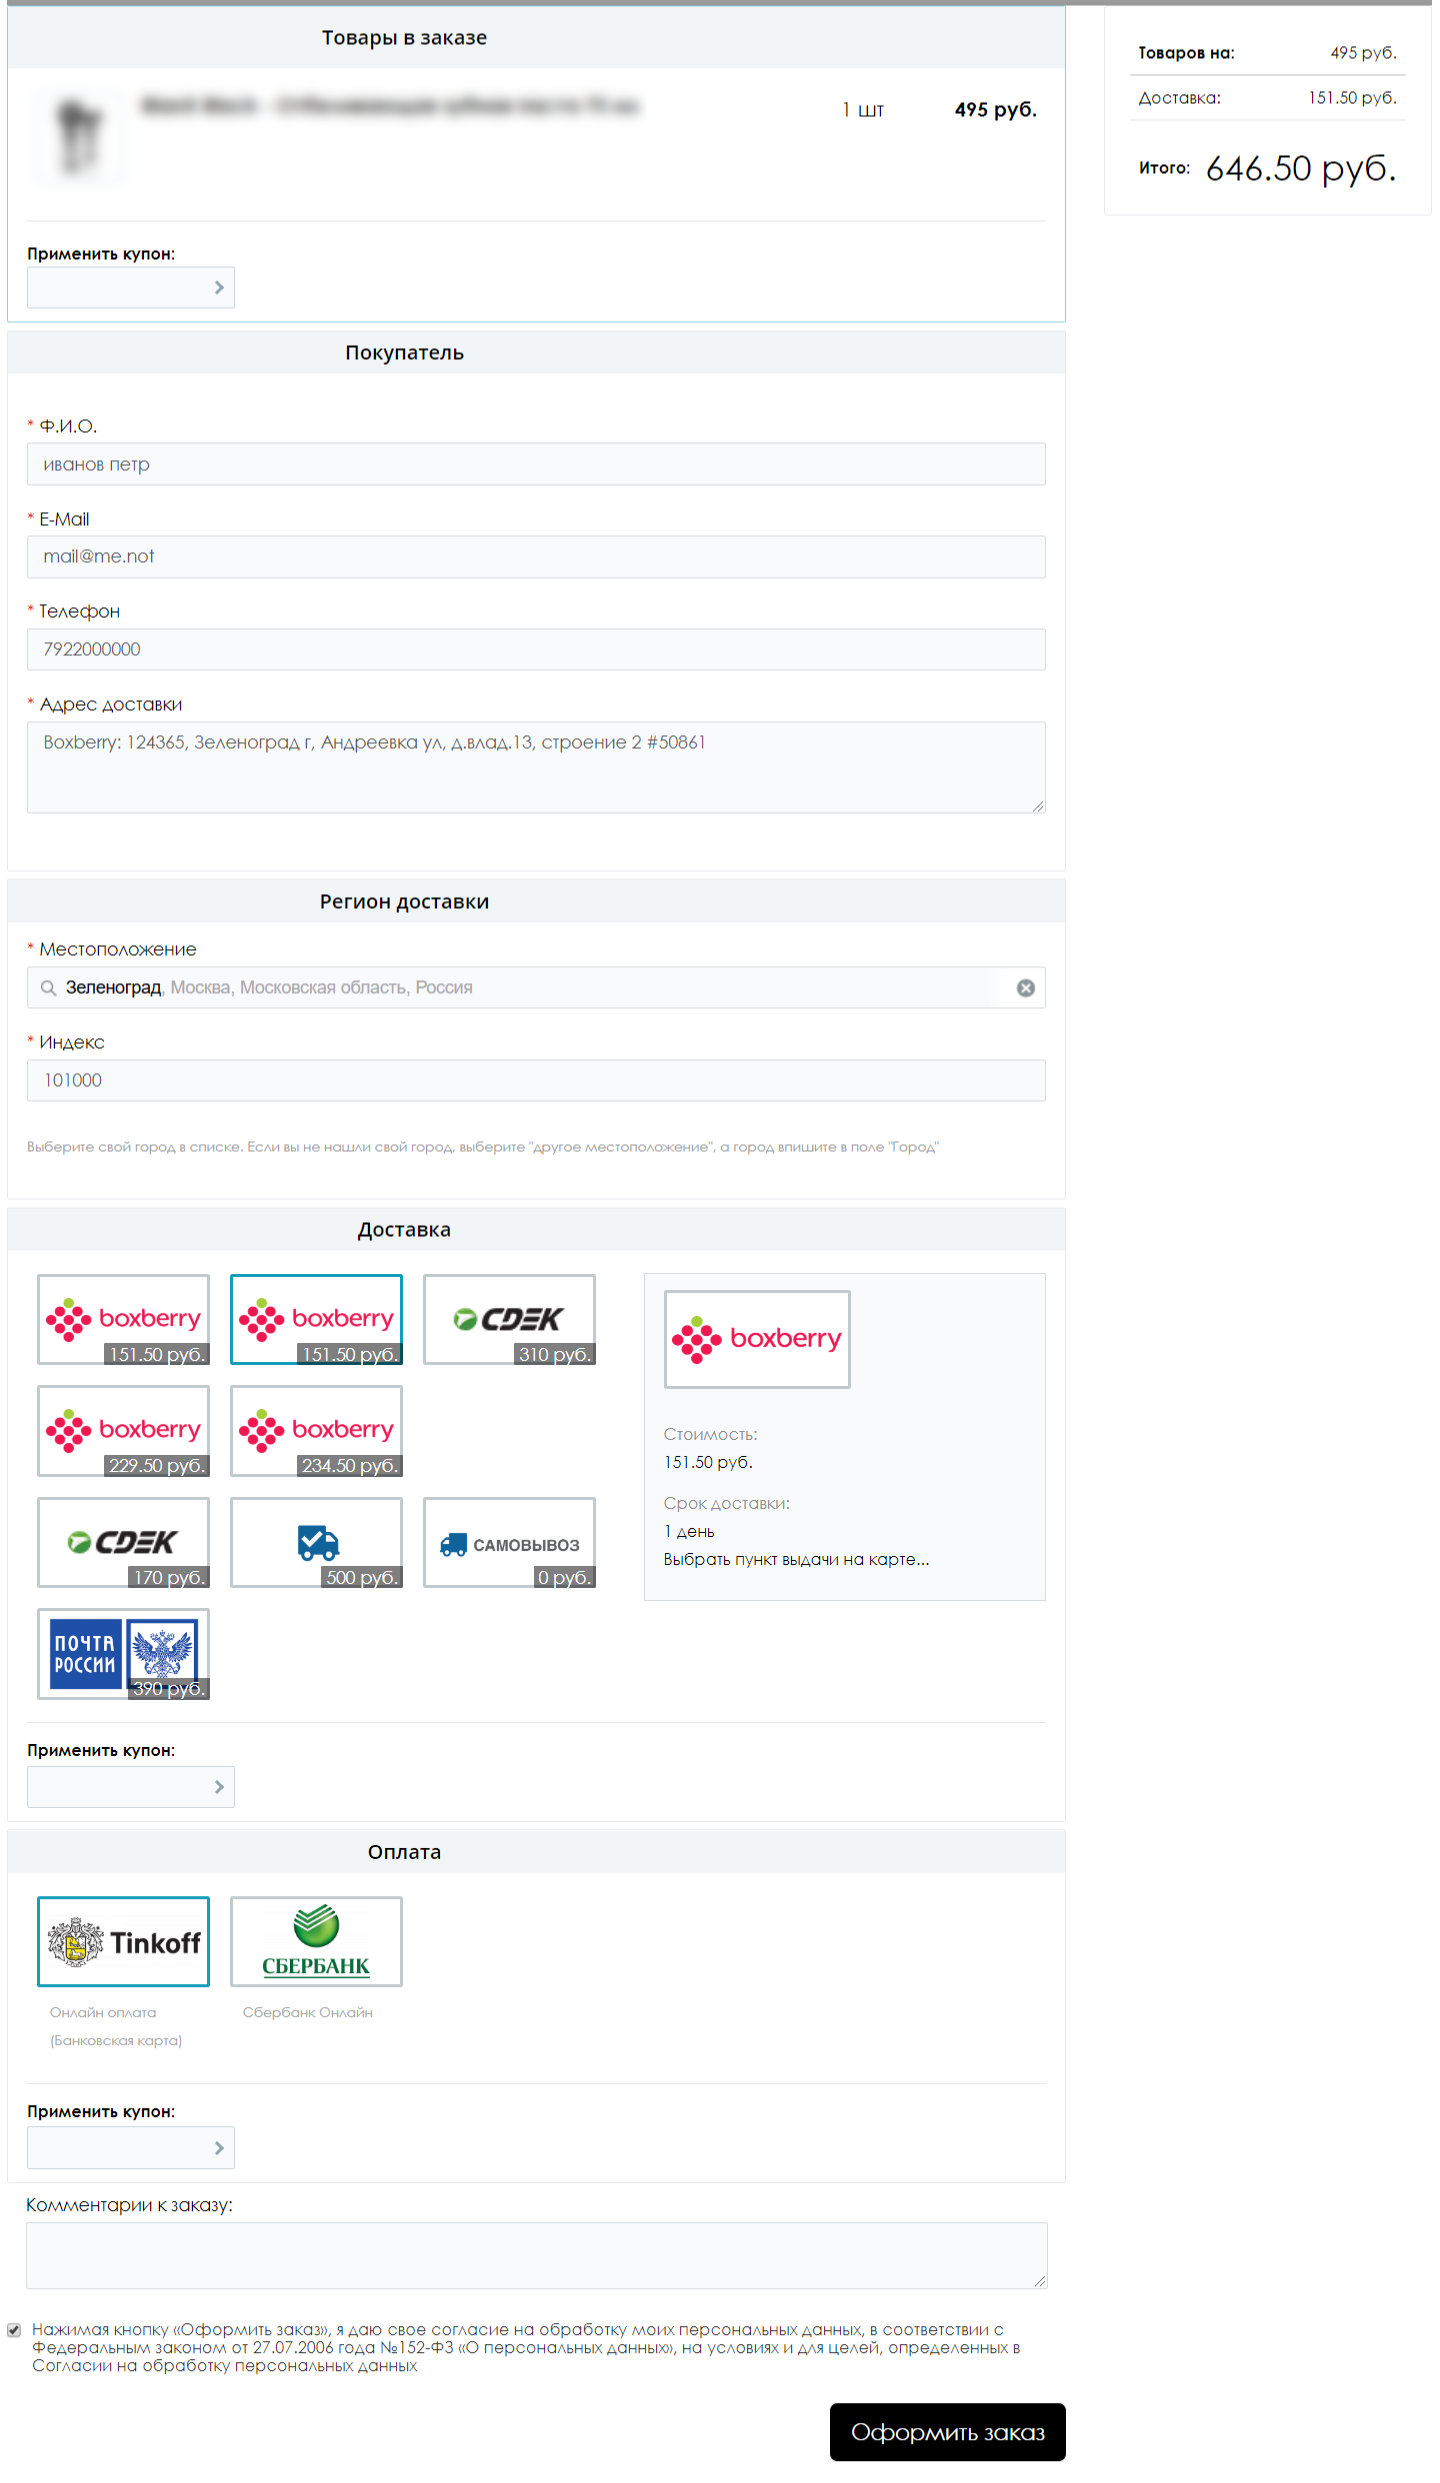 Товары в заказе
1 шт
495 руб.
Применить купон:
Товаров на:
495 руб.
Доставка:
151.50 руб.
Итого:
646.50 руб.
Покупатель
* Ф.И.О.
иванов петр
* E-Mail
mail@me.not
* Телефон
7922000000
* Адрес доставки
Boxberry: 124365, Зеленоград г, Андреевка ул, д.влад.13, строение 2 #50861
Регион доставки
* Местоположение
Зеленоград, Москва, Московская область, Россия
* Индекс
101000
Выберите свой город в списке. Если вы не нашли свой город, выберите "другое местоположение", а город впишите в поле "Город"
Доставка
boxberry
151.50 руб.
boxberry
151.50 руб.
CDEK
310 руб.
boxberry
229.50 руб.
boxberry
234.50 руб.
CDEK
170 руб.
500 руб.
САМОВЫВОЗ
0 руб.
ПОЧТА
РОССИИ
390 руб.
boxberry
Стоимость:
151.50 руб.
Срок доставки:
1 день
Выбрать пункт выдачи на карте...
Применить купон:
Оплата
Tinkoff
Онлайн оплата
(Банковская карта)
СБЕРБАНК
Сбербанк Онлайн
Применить купон:
Комментарии к заказу:
Нажимая кнопку «Оформить заказ», я даю свое согласие на обработку моих персональных данных, в соответствии с
Федеральным законом от 27.07.2006 года №152-ФЗ «О персональных данных», на условиях и для целей, определенных в
Согласии на обработку персональных данных
Оформить заказ